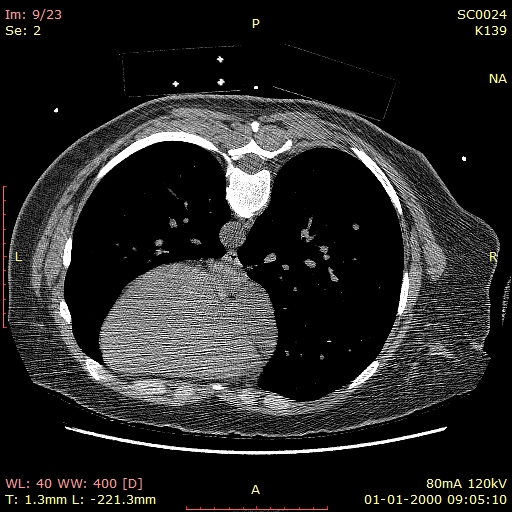 Im: 9/23
Se: 2
P
SC0024
K139
NA
L
R
WL: 40 WW: 400 [D]
T: 1.3mm L: -221.3mm
A
80mA 120kV
01-01-2000 09:05:10